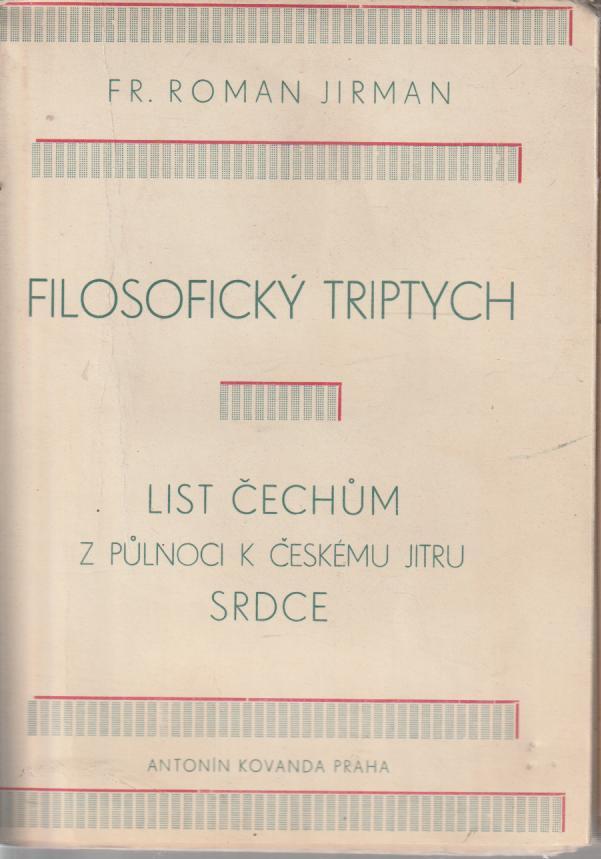 FR. ROMAN JIRMAN
FILOSOFICKÝ TRIPTYCH
LIST ČECHŮM
Z PŮLNOCI K ČESKÉMU JITRU
SRDCE
ANTONÍN KOVANDA PRAHA